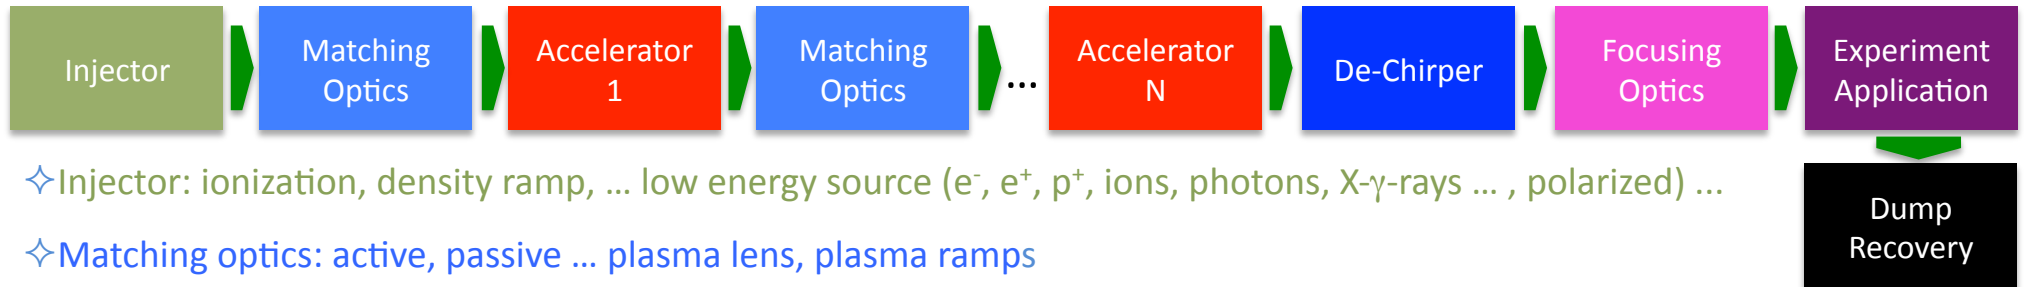 Injector
Matching
Optics
Accelerator
1
Matching
Optics
...
Accelerator
N
De-Chirper
Focusing
Optics
Experiment
Application
✧Injector: ionization, density ramp, ... low energy source (e⁻, e⁺, p⁺, ions, photons, X-γ-rays ... , polarized) ...
Dump
Recovery
✧Matching optics: active, passive ... plasma lens, plasma ramps